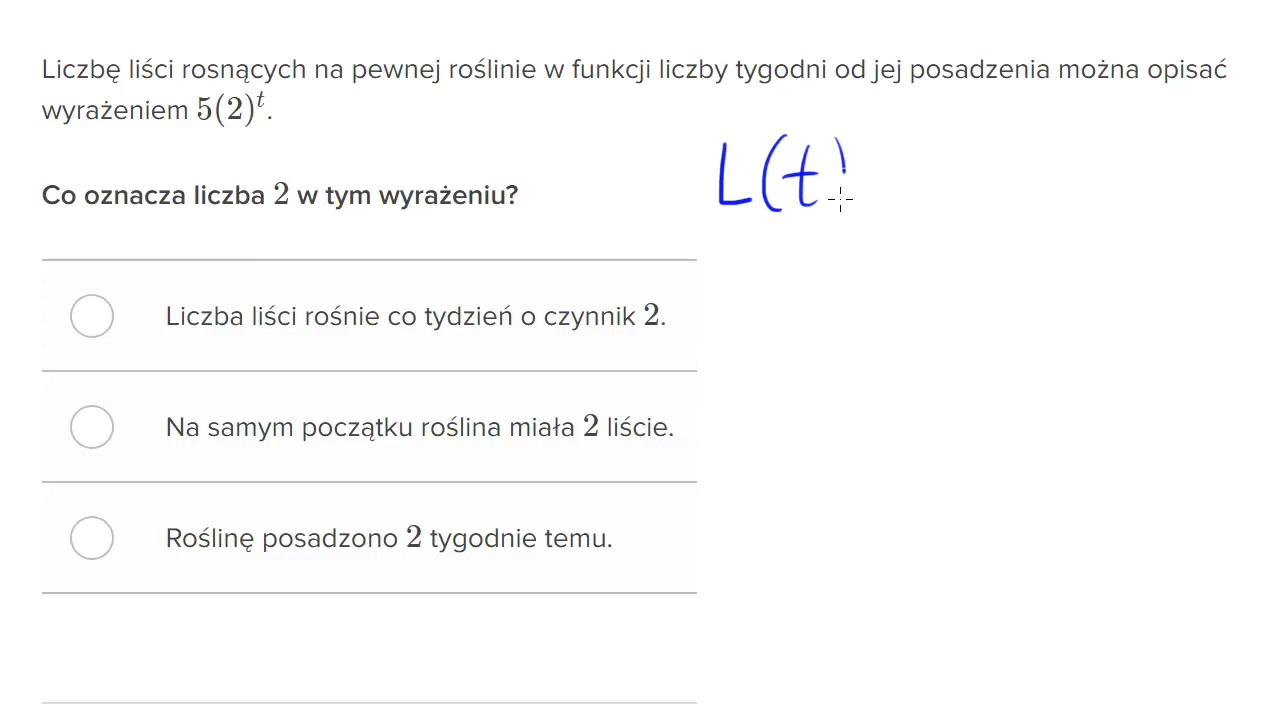 Liczbę liści rosnących na pewnej roślinie w funkcji liczby tygodni od jej posadzenia można opisać
wyrażeniem 5(2)^t.
L(t)
Co oznacza liczba 2 w tym wyrażeniu?
Liczba liści rośnie co tydzień o czynnik 2.
Na samym początku roślina miała 2 liście.
Roślinę posadzono 2 tygodnie temu.